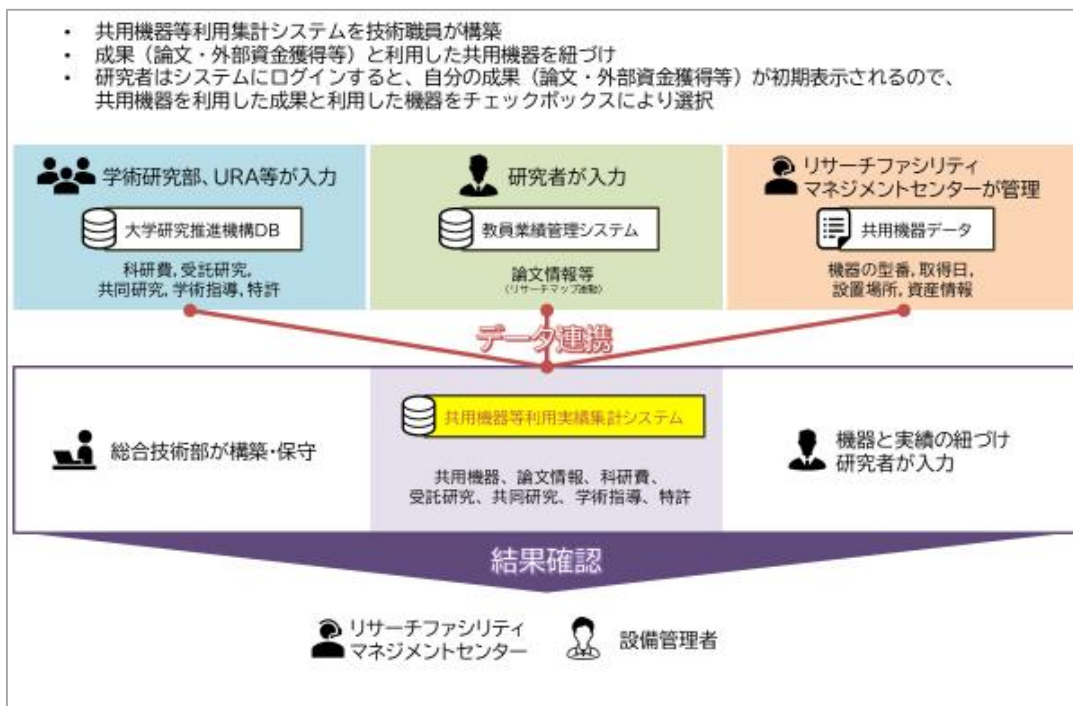 • 共用機器等利用集計システムを技術職員が構築
• 成果（論文・外部資金獲得等）と利用した共用機器を紐づけ
• 研究者はシステムにログインすると、自分の成果（論文・外部資金獲得等）が初期表示されるので、
共用機器を利用した成果と利用した機器をチェックボックスにより選択
学術研究部、URA等が入力
大学研究推進機構DB
科研費,受託研究,
共同研究,学術指導,特許
研究者が入力
教員業績管理システム
論文情報等
（リサーチマップ連動）
リサーチファシリティ
マネジメントセンターが管理
共用機器データ
機器の型番,取得日,
設置場所,資産情報
データ連携
総合技術部が構築・保守
共用機器等利用実績集計システム
共用機器、論文情報、科研費、
受託研究、共同研究、学術指導、特許
機器と実績の紐づけ
研究者が入力
結果確認
リサーチファシリティ
マネジメントセンター
設備管理者